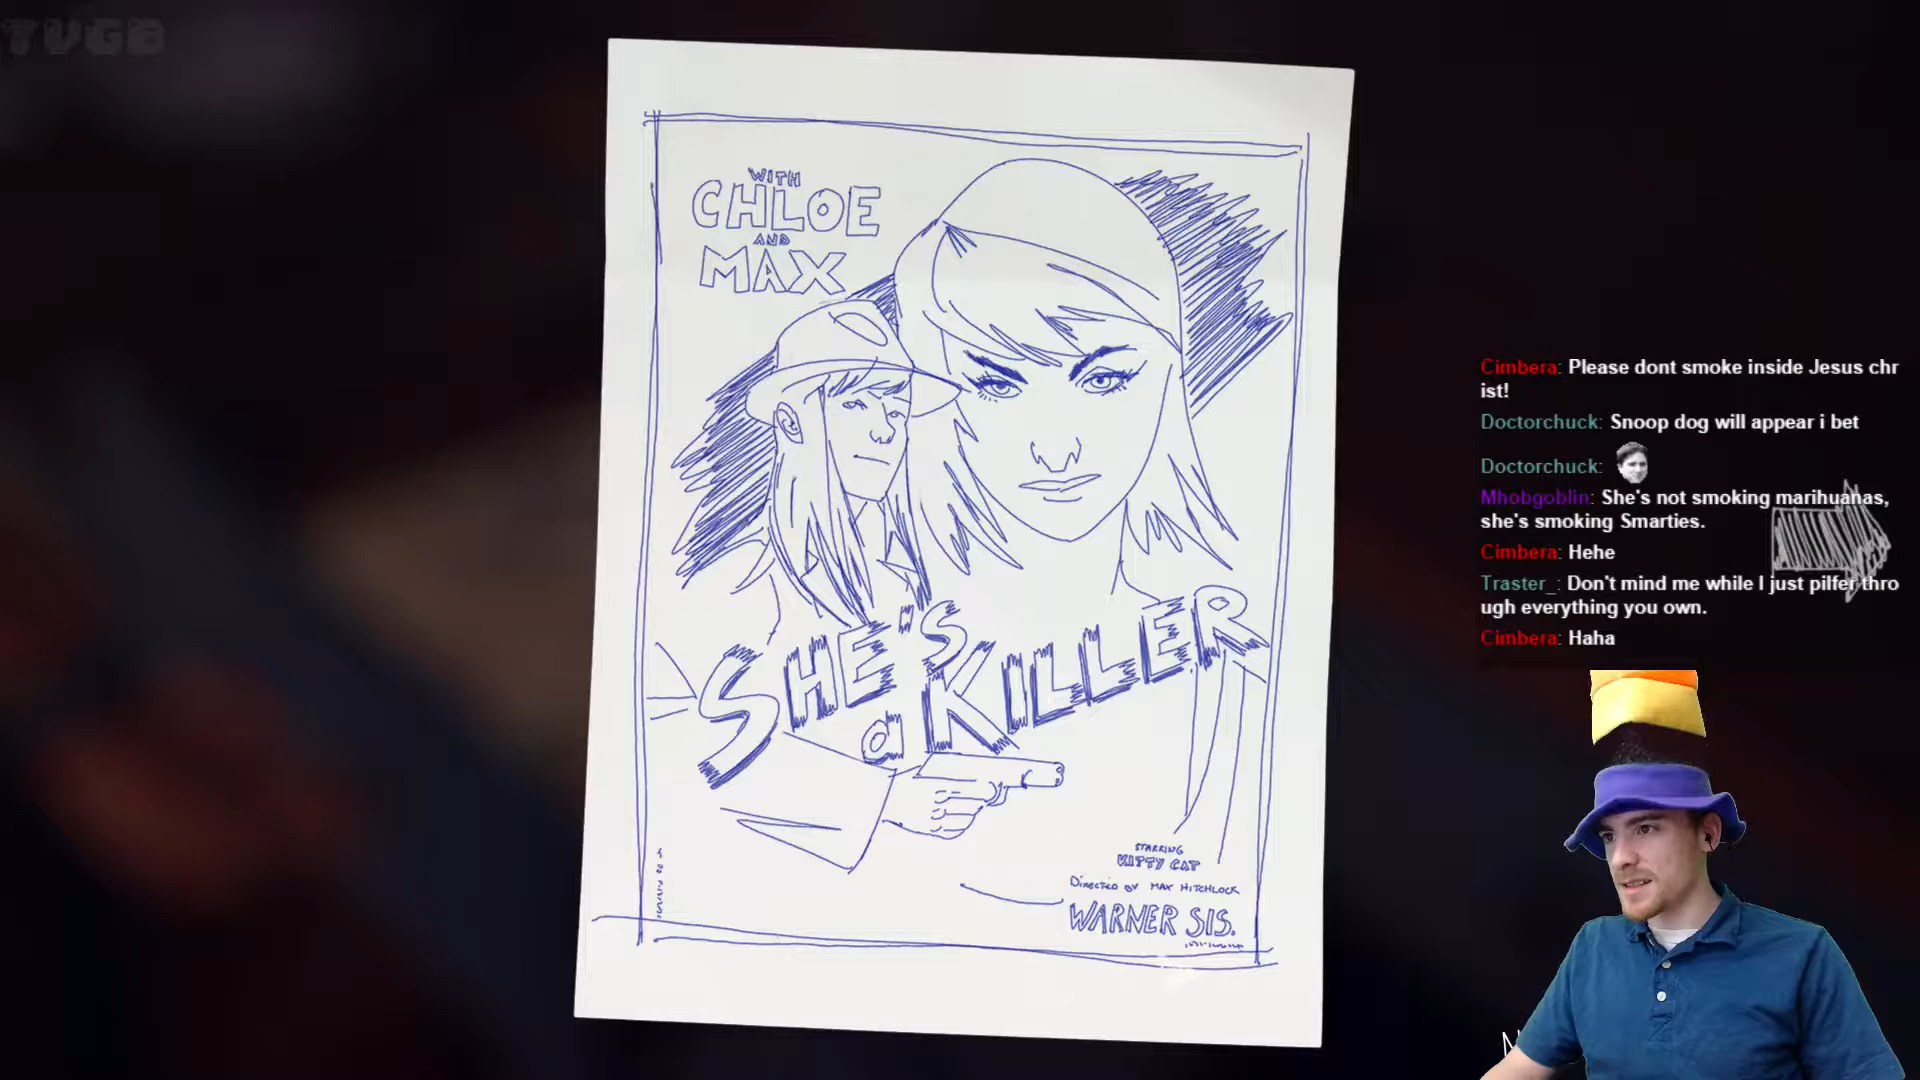 TVGB
WITH
CHLOE
AND
MAX
SHE'S
a KILLER
STARRING
KITTY CAT
DIRECTED BY MAX HITCHLOCK
WARNER SIS.
Cimbera: Please dont smoke inside Jesus chr
ist!
Doctorchuck: Snoop dog will appear i bet
Doctorchuck:
Mhobgoblin: She's not smoking marihuanas,
she's smoking Smarties.
Cimbera: Hehe
Traster_: Don't mind me while I just pilfer thro
ugh everything you own.
Cimbera: Haha